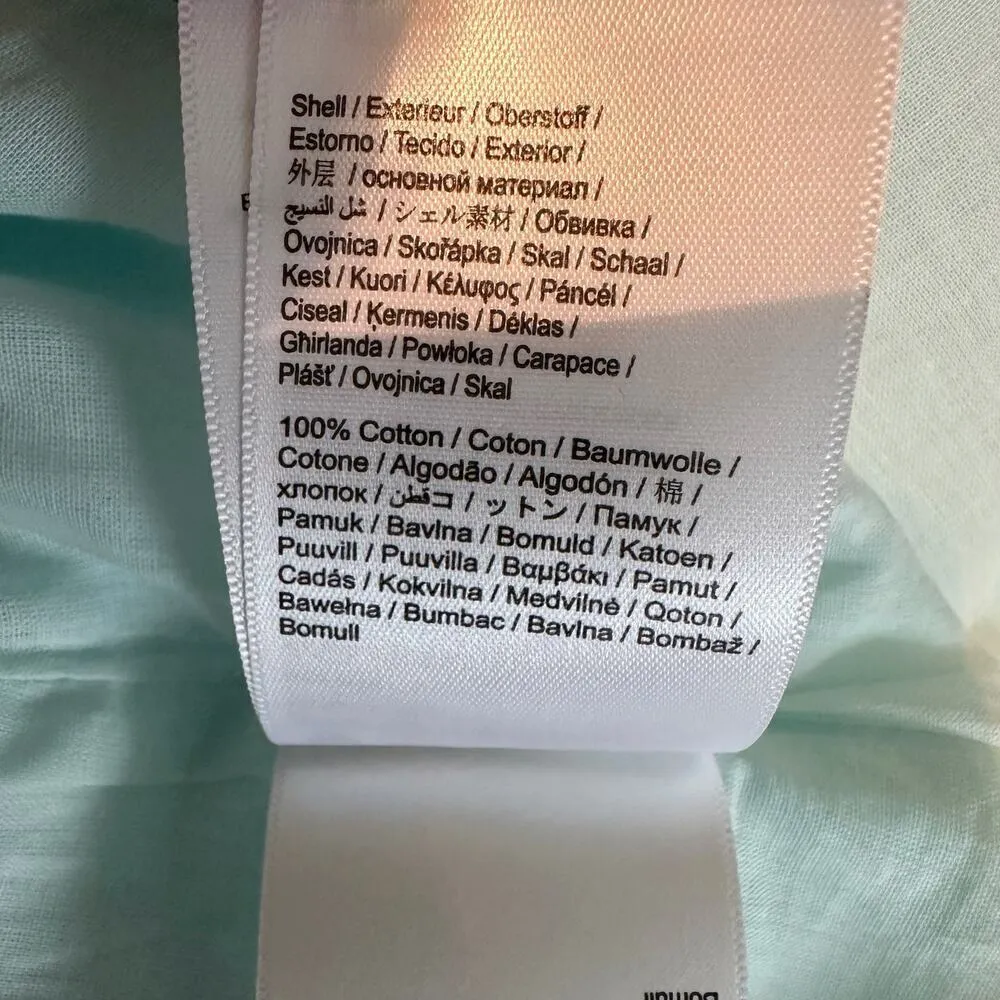 Shell / Exterieur / Oberstoff /
Estorno / Tecido / Exterior /
外层 / основной материал /
شل النسيج / シェル素材 / Обвивка /
Ovojnica / Skořápka / Skal / Schaal /
Kest / Kuori / Κέλυφος / Páncél /
Ciseal / Ķermenis / Dėklas /
Għirlanda / Powłoka / Carapace /
Plášť / Ovojnica / Skal
100% Cotton / Coton / Baumwolle /
Cotone / Algodão / Algodón / 棉 /
хлопок / قطن コ / ットン / Памук /
Pamuk / Bavlna / Bomuld / Katoen /
Puuvill / Puuvilla / Βαμβάκι / Pamut /
Cadás / Kokvilna / Medvilnė / Qoton /
Bawełna / Bumbac / Bavlna / Bombaž /
Bomull